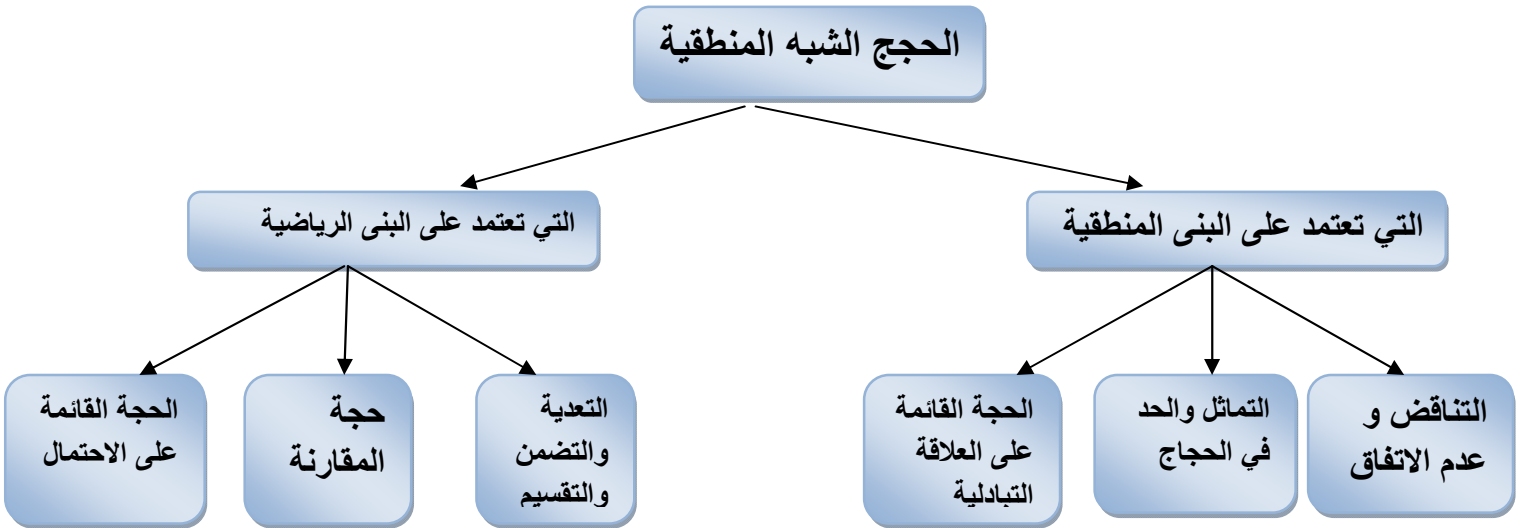 الحجج الشبه المنطقية
التي تعتمد على البنى المنطقية
التي تعتمد على البنى الرياضية
التناقض و
عدم الاتفاق
التماثل والحد
في الحجاج
الحجة القائمة
على العلاقة
التبادلية
التعدية
والتضمن
والتقسيم
حجة
المقارنة
الحجة القائمة
على الاحتمال